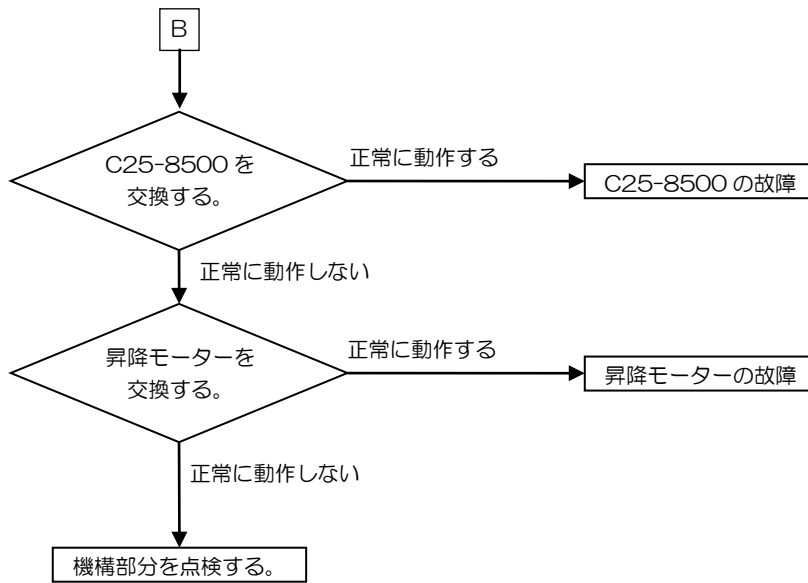 B
C25-8500 を
交換する。
正常に動作する
C25-8500 の故障
正常に動作しない
昇降モーターを
交換する。
正常に動作する
昇降モーターの故障
正常に動作しない
機構部分を点検する。